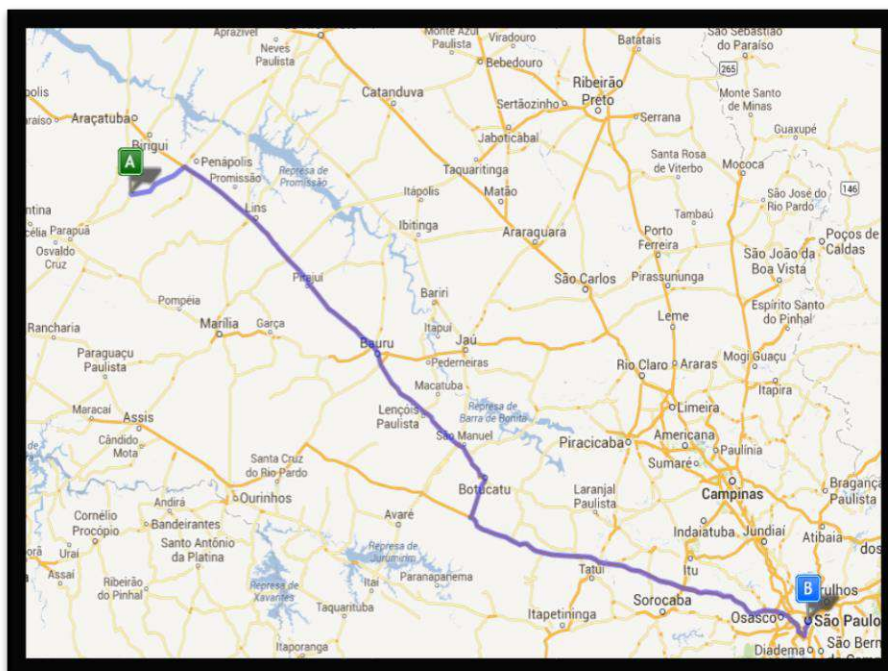 Aprazível
Monte Azul
Paulista
Viradouro
Batatais
São Sebastião
do Paraíso
Neves
Paulista
Bebedouro
265
Ribeirão
Preto
Monte Santo
de Minas
Catanduva
Sertãozinho
Serrana
Araçatuba
Birigui
Jaboticabal
Guaxupé
A
Penápolis
Promissão
Represa de
Promissão
Taquaritinga
Santa Rosa
de Viterbo
Mococa
146
Itápolis
Matão
São José do
Rio Pardo
Lins
Parapuã
Osvaldo
Cruz
Ibitinga
Araraquara
Tambaú
Porto
Ferreira
Poços de
Caldas
São João da
Boa Vista
Pirajuí
São Carlos
Pirassununga
Pompéia
Bariri
Espírito Santo
do Pinhal
Rancharia
Marília
Garça
Itapuí
Leme
Bauru
Jaú
Pederneiras
Paraguaçu
Paulista
Rio Claro
Araras
Mogi Guaçu
Macatuba
Itapira
Maracaí
Assis
Lençóis
Paulista
Represa de
Barra de Bonita
Limeira
Cândido
Mota
São Manuel
Piracicaba
Americana
Paulínia
Santa Cruz
do Rio Pardo
Sumaré
Botucatu
Laranjal
Paulista
Campinas
Bragança
Paulista
Ourinhos
Andirá
Bandeirantes
Cornélio
Procópio
Avaré
Indaiatuba
Jundiaí
Atibaia
Santo Antônio
da Platina
Represa de
Jurumirim
Itu
dos
Uraí
Assaí
Ribeirão
do Pinhal
Represa de
Xavantes
Itaí
Paranapanema
Tatuí
B
rulhos
Taquarituba
Sorocaba
Osasco
São Paulo
Itapetininga
Diadema
São Ber
Itaporanga